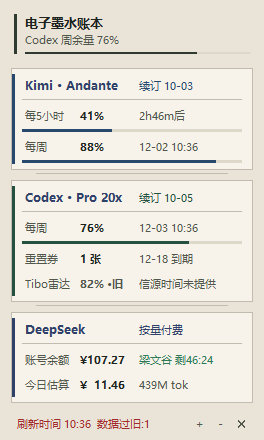 电子墨水账本
Codex 周余量 76%
Kimi · Andante 续订 10-03
每5小时 41% 2h46m后
每周 88% 12-02 10:36
Codex · Pro 20x 续订 10-05
每周 76% 12-03 10:36
重置券 1 张 12-18 到期
Tibo雷达 82% ·旧 信源时间未提供
DeepSeek 按量付费
账号余额 ¥107.27 梁文谷 剩46:24
今日估算 ¥ 11.46 439M tok
刷新时间 10:36 数据过旧:1 + - ×